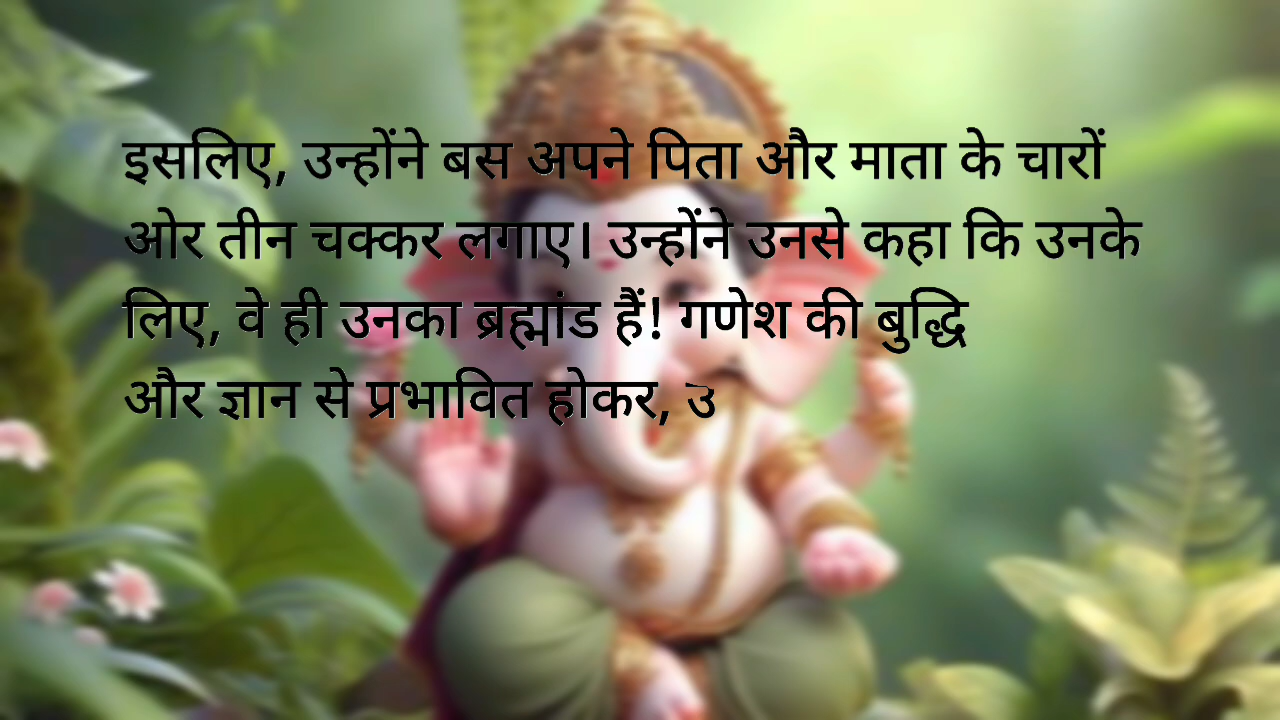 इसलिए, उन्होंने बस अपने पिता और माता के चारों
ओर तीन चक्कर लगाए। उन्होंने उनसे कहा कि उनके
लिए, वे ही उनका ब्रह्मांड हैं! गणेश की बुद्धि
और ज्ञान से प्रभावित होकर, उ